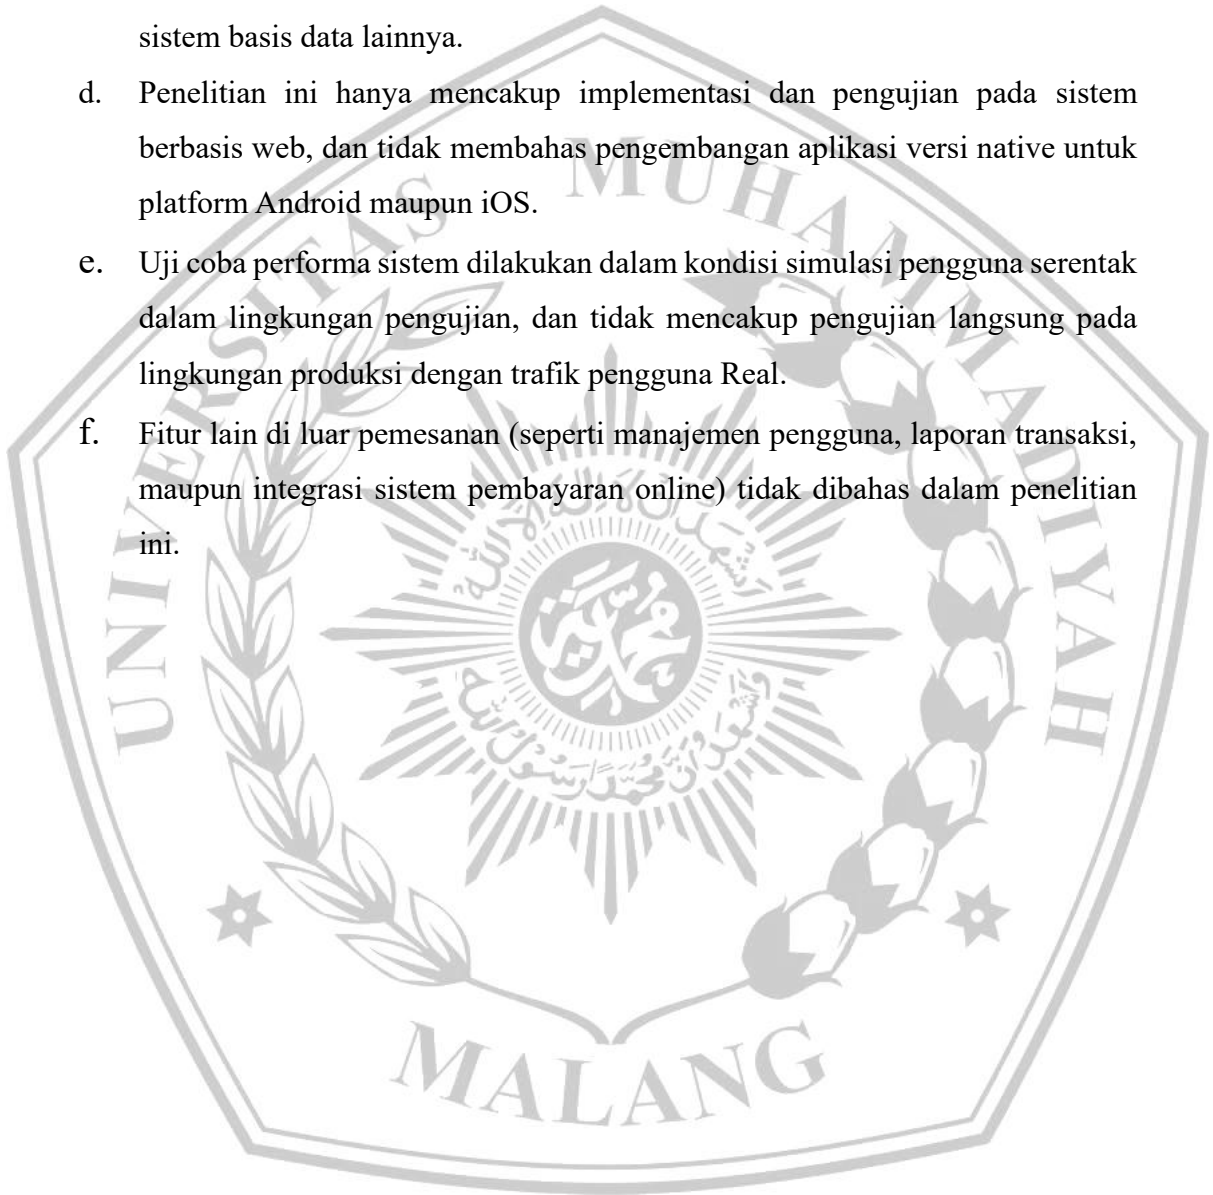 sistem basis data lainnya.
d. Penelitian ini hanya mencakup implementasi dan pengujian pada sistem
berbasis web, dan tidak membahas pengembangan aplikasi versi native untuk
platform Android maupun iOS.
e. Uji coba performa sistem dilakukan dalam kondisi simulasi pengguna serentak
dalam lingkungan pengujian, dan tidak mencakup pengujian langsung pada
lingkungan produksi dengan trafik pengguna Real.
f. Fitur lain di luar pemesanan (seperti manajemen pengguna, laporan transaksi,
maupun integrasi sistem pembayaran online) tidak dibahas dalam penelitian
ini.
UNIVERSITAS MUHAMMADIYAH
MALANG